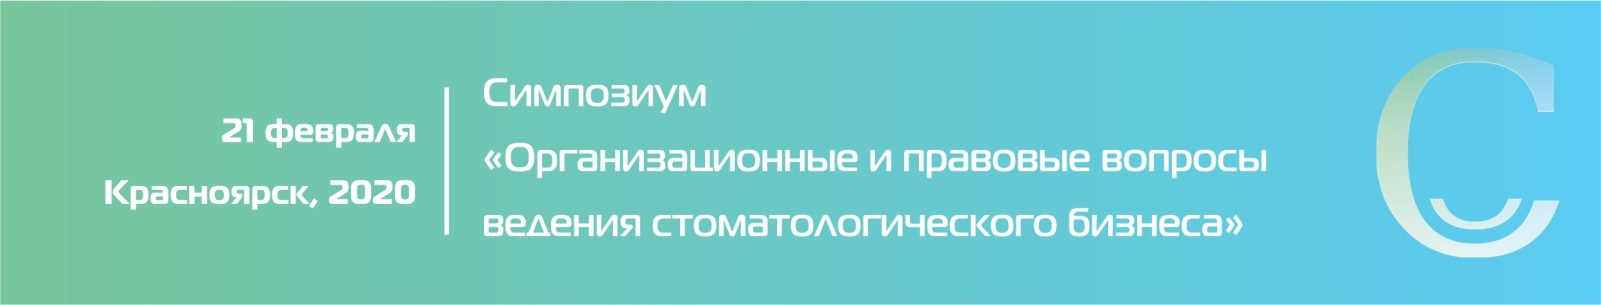 21 февраля
Красноярск, 2020
Симпозиум
«Организационные и правовые вопросы
ведения стоматологического бизнеса»
С